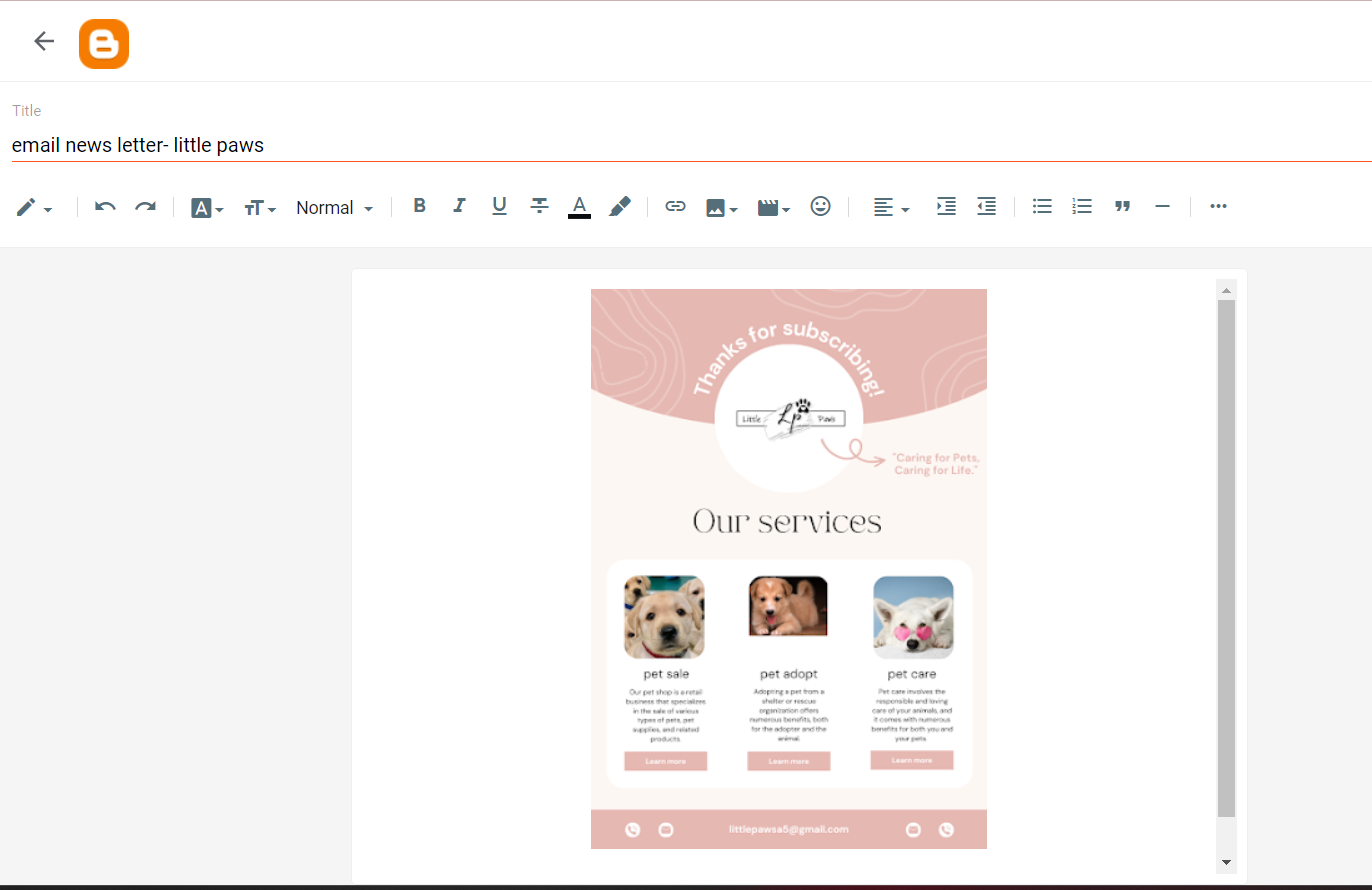 Title
email news letter- little paws
Normal
Thanks for subscribing!
Little Lp Paws
"Caring for Pets,
Caring for Life."
Our services
pet sale
Our pet shop is a retail
business that specializes
in the sale of various
types of pets, pet
supplies, and related
products.
Learn more
pet adopt
Adopting a pet from a
shelter or rescue
organization offers
numerous benefits, both
for the adopter and the
animal.
Learn more
pet care
Pet care involves the
responsible and loving
care of your animals, and
it comes with numerous
benefits for both you and
your pets.
Learn more
littlepawsa5@gmail.com